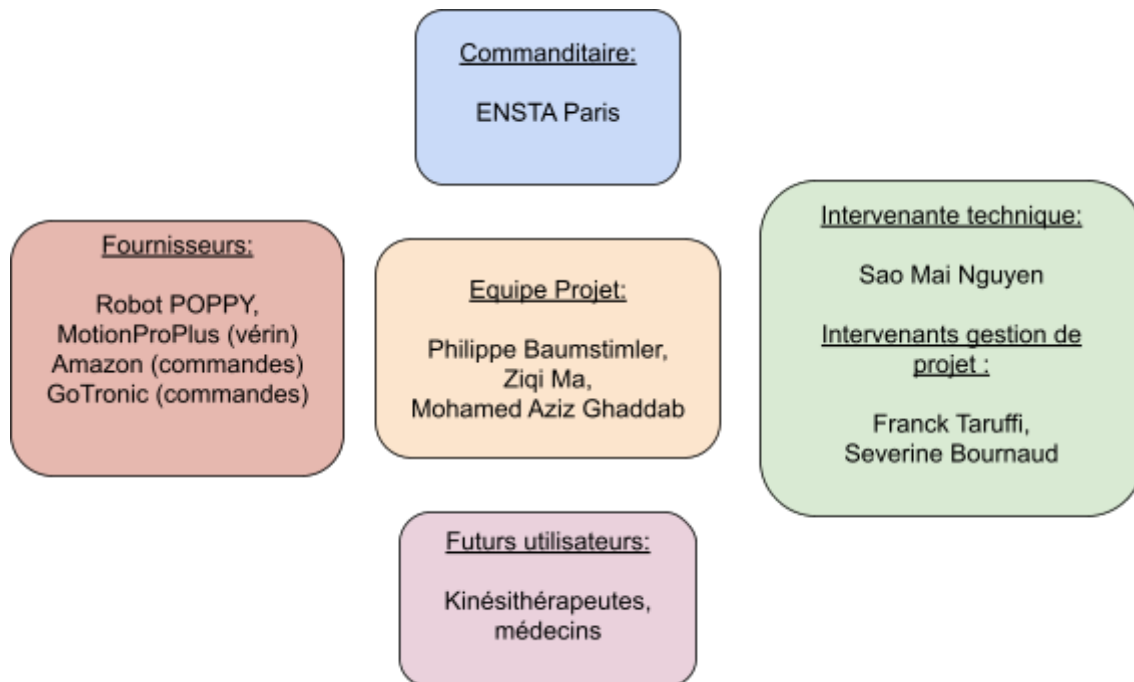 Commanditaire:
ENSTA Paris
Fournisseurs:
Robot POPPY,
MotionProPlus (vérin)
Amazon (commandes)
GoTronic (commandes)
Equipe Projet:
Philippe Baumstimler,
Ziqi Ma,
Mohamed Aziz Ghaddab
Intervenante technique:
Sao Mai Nguyen
Intervenants gestion de
projet :
Franck Taruffi,
Severine Bournaud
Futurs utilisateurs:
Kinésithérapeutes,
médecins